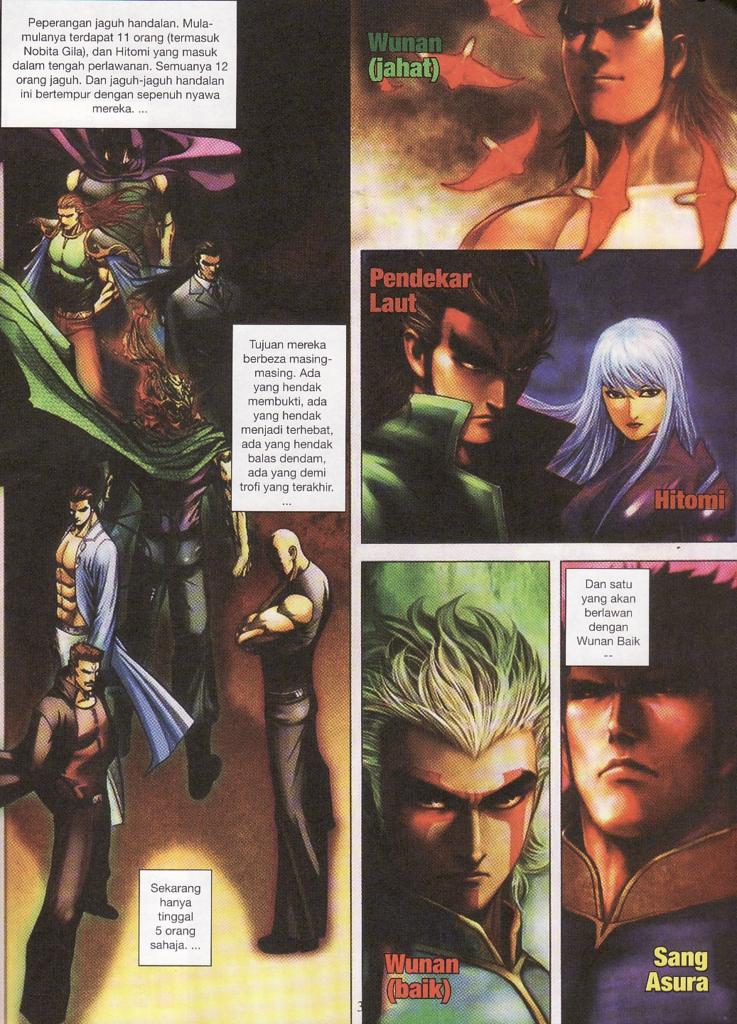 Peperangan jaguh handalan. Mula-
mulanya terdapat 11 orang (termasuk
Nobita Gila), dan Hitomi yang masuk
dalam tengah perlawanan. Semuanya 12
orang jaguh. Dan jaguh-jaguh handalan
ini bertempur dengan sepenuh nyawa
mereka. ...
Tujuan mereka
berbeza masing-
masing. Ada
yang hendak
membukti, ada
yang hendak
menjadi terhebat,
ada yang hendak
balas dendam,
ada yang demi
trofi yang terakhir.
...
Sekarang
hanya
tinggal
5 orang
sahaja. ...
Wunan
(jahat)
Pendekar
Laut
Hitomi
Wunan
(baik)
Dan satu
yang akan
berlawan
dengan
Wunan Baik
--
Sang
Asura
3